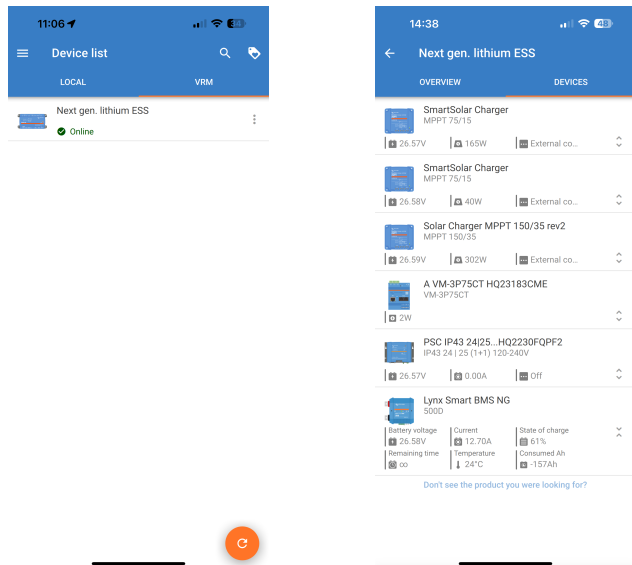 11:06
Device list
LOCAL
VRM
Next gen. lithium ESS
Online
14:38
48
Next gen. lithium ESS
OVERVIEW
DEVICES
SmartSolar Charger
MPPT 75/15
26.57V
165W
External co...
SmartSolar Charger
MPPT 75/15
26.58V
40W
External co...
Solar Charger MPPT 150/35 rev2
MPPT 150/35
26.59V
302W
External co...
A VM-3P75CT HQ23183CME
VM-3P75CT
2W
PSC IP43 24|25...HQ2230FQPF2
IP43 24 | 25 (1+1) 120-240V
26.57V
0.00A
Off
Lynx Smart BMS NG
500D
Battery voltage
Current
State of charge
26.58V
12.70A
61%
Remaining time
Temperature
Consumed Ah
∞
24°C
-157Ah
Don't see the product you were looking for?